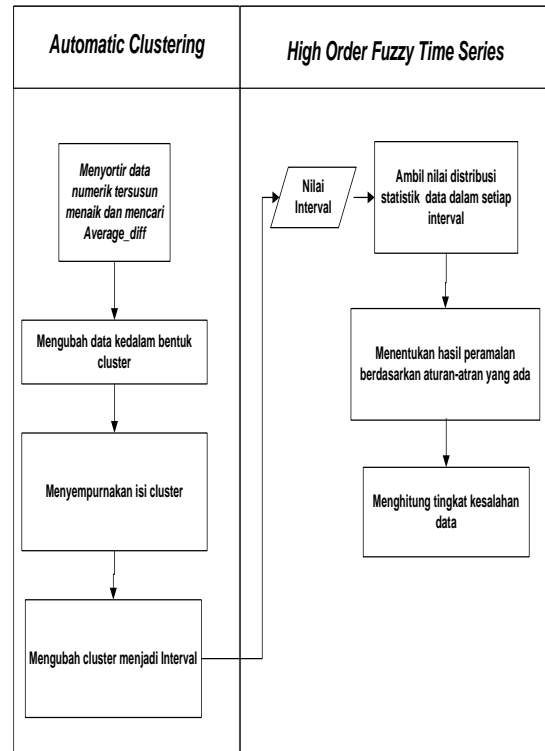 Automatic Clustering
High Order Fuzzy Time Series
Menyortir data
numerik tersusun
menaik dan mencari
Average_diff
Mengubah data kedalam bentuk
cluster
Menyempurnakan isi cluster
Mengubah cluster menjadi Interval
Nilai
Interval
Ambil nilai distribusi
statistik data dalam setiap
interval
Menentukan hasil peramalan
berdasarkan aturan-atran yang ada
Menghitung tingkat kesalahan
data